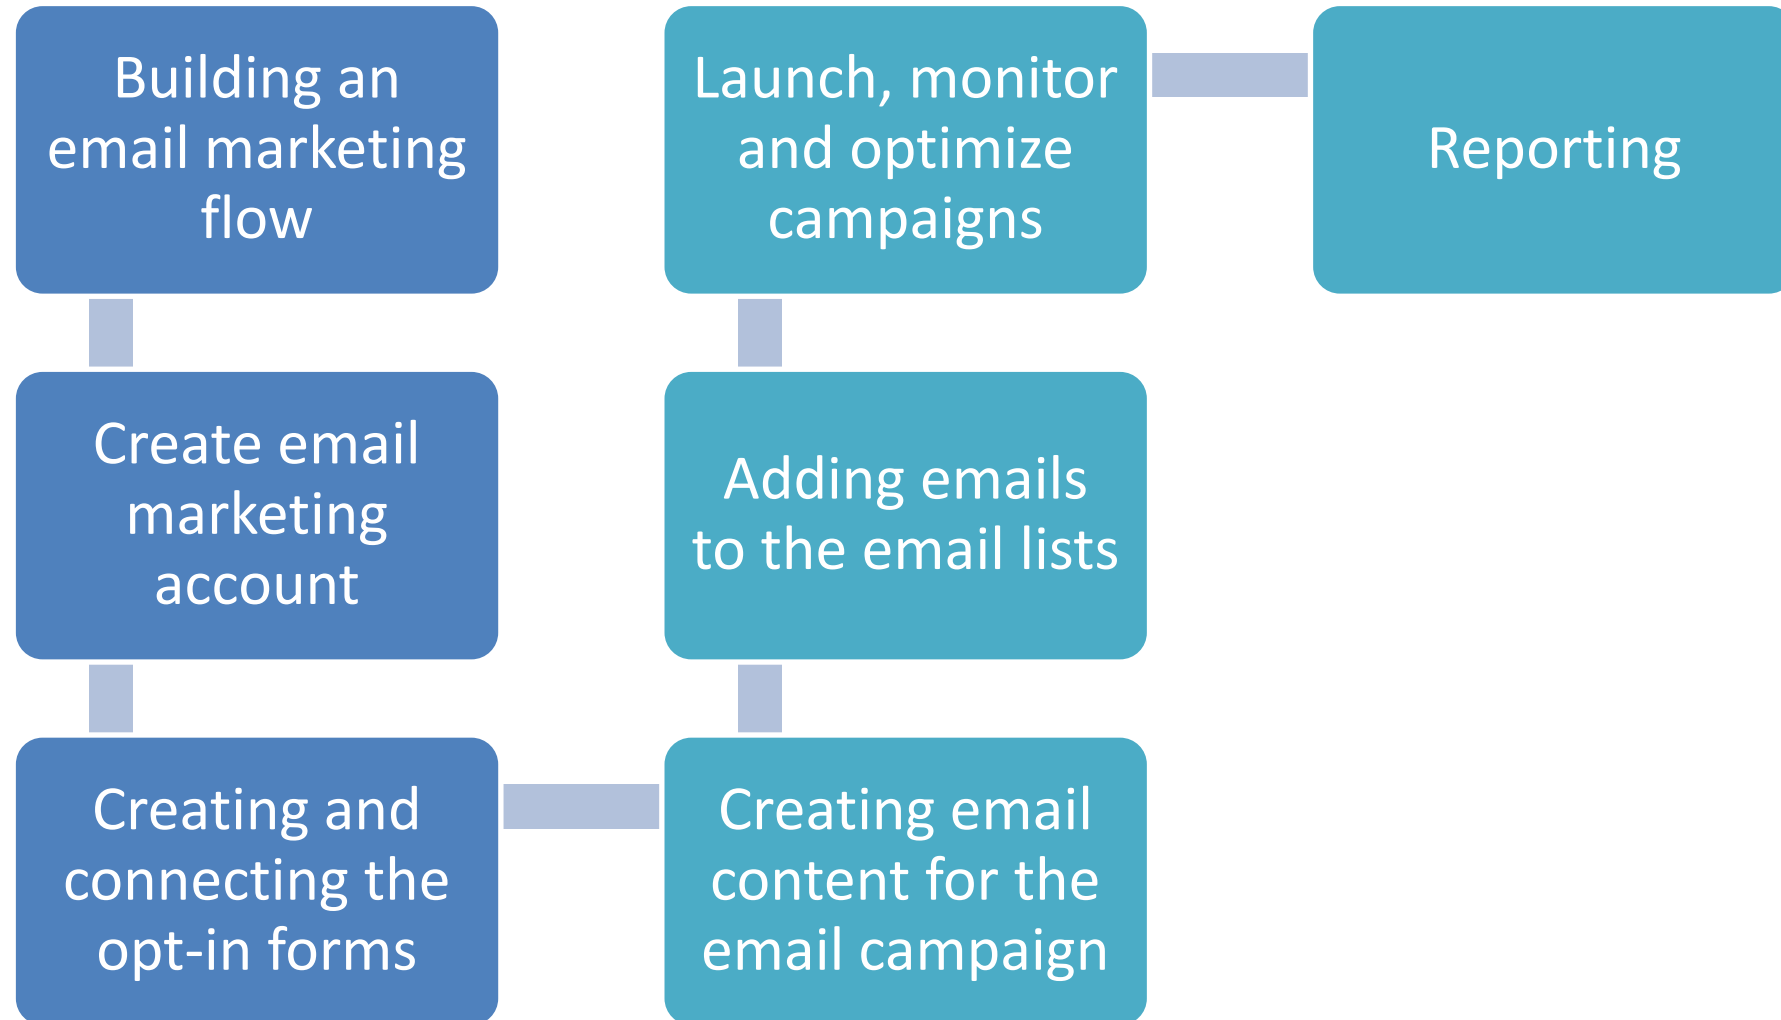 Building an
email marketing
flow
Create email
marketing
account
Creating and
connecting the
opt-in forms
Creating email
content for the
email campaign
Adding emails
to the email lists
Launch, monitor
and optimize
campaigns
Reporting